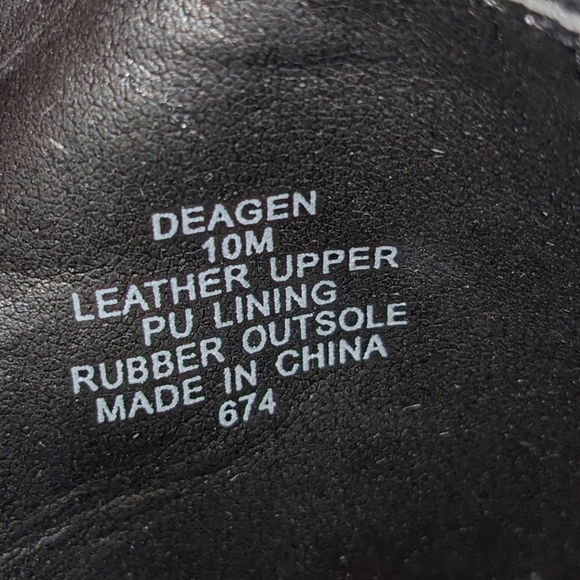 DEAGEN
10M
LEATHER UPPER
PU LINING
RUBBER OUTSOLE
MADE IN CHINA
674